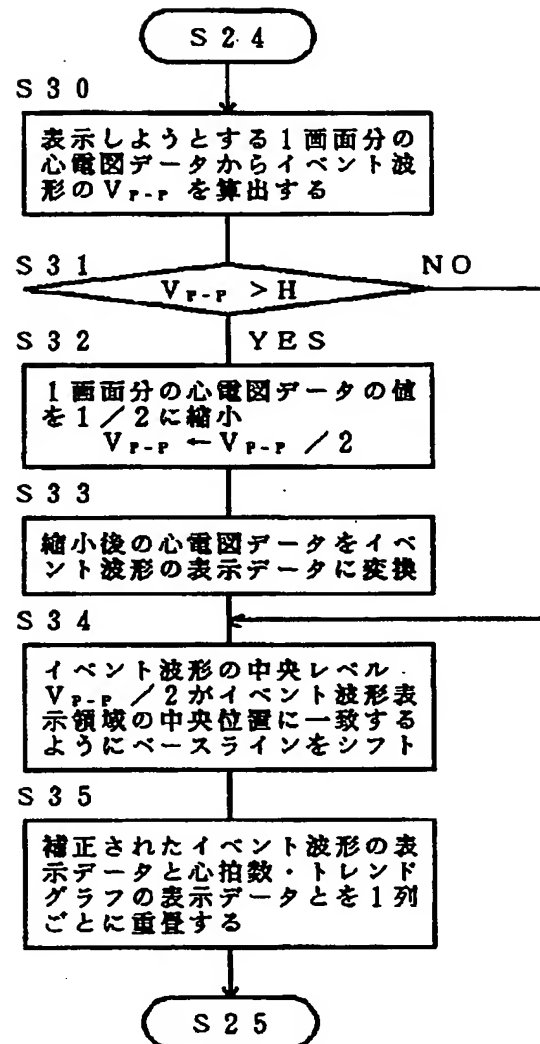 S24
S30
表示しようとする1画面分の
心電図データからイベント波
形のVP-Pを算出する
S31
NO
VP-P >H
S32
YES
1画面分の心電図データの値
を1/2に縮小
VP-P ←VP-P /2
S33
縮小後の心電図データをイベ
ント波形の表示データに変換
S34
イベント波形の中央レベル
VP-P /2がイベント波形表
示領域の中央位置に一致する
ようにベースラインをシフト
S35
補正されたイベント波形の表
示データと心拍数・トレンド
グラフの表示データとを1列
ごとに重畳する
S25